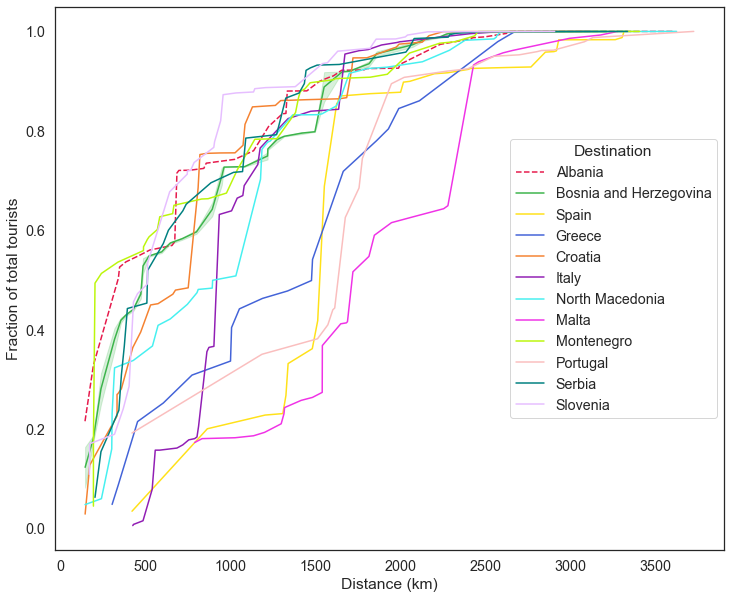 1.0
0.8
0.6
0.4
0.2
0.0
Fraction of total tourists
0
500
1000
1500
2000
2500
3000
3500
Distance (km)
Destination
Albania
Bosnia and Herzegovina
Spain
Greece
Croatia
Italy
North Macedonia
Malta
Montenegro
Portugal
Serbia
Slovenia